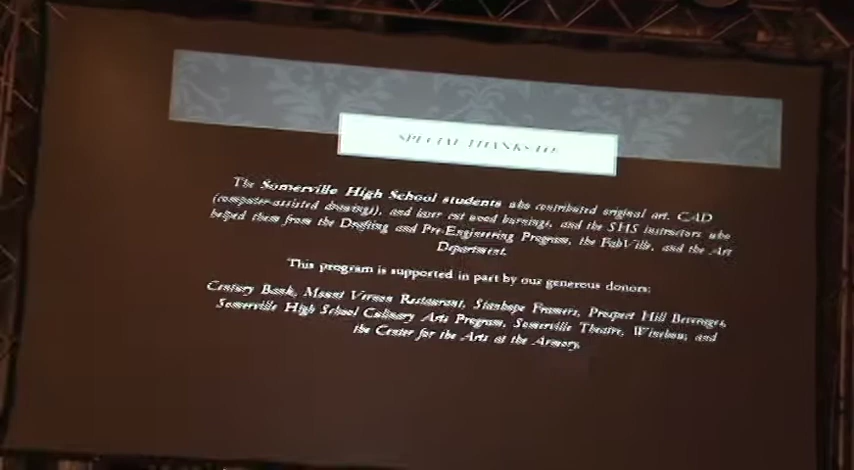 SPECIAL THANKS TO:
The Somerville High School students who contributed original art, CAD
(computer-assisted drawings), and laser cut wood burnings, and the SHS instructors who
helped them from the Drafting and Pre-Engineering Program, the FabVille, and the Art
Department.
This program is supported in part by our generous donors:
Century Bank, Mount Vernon Restaurant, Stanhope Framers, Prospect Hill Beverages,
Somerville High School Culinary Arts Program, Somerville Theatre, Winebow, and
the Center for the Arts at the Armory.